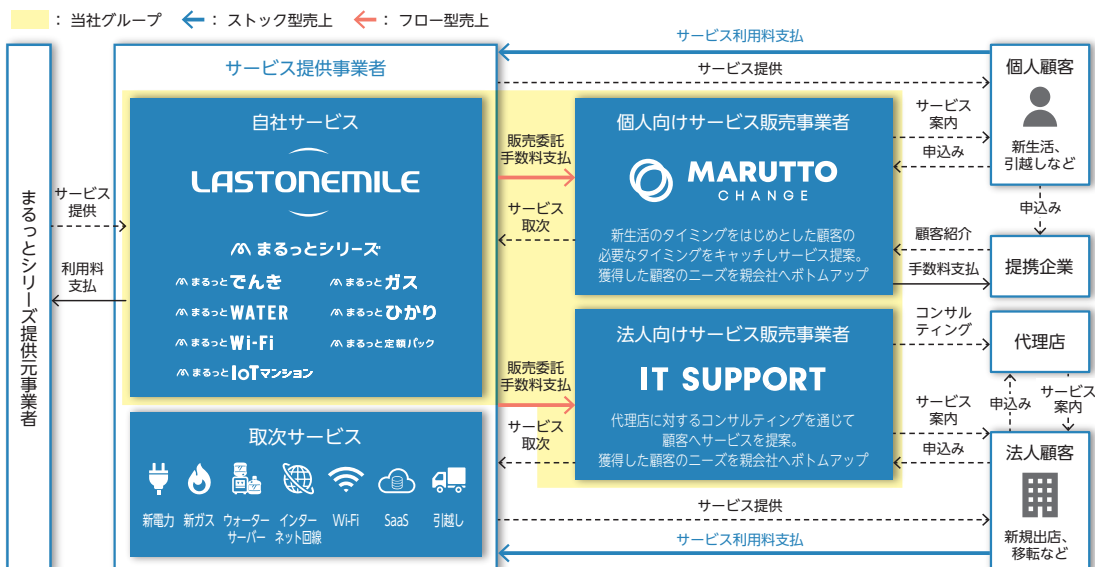 ：当社グループ
：ストック型売上
：フロー型売上
まるっとシリーズ提供元事業者
サービス
提供
利用料
支払
サービス提供事業者
自社サービス
LASTONEMILE
まるっとシリーズ
まるっとでんき
まるっとガス
まるっとWATER
まるっとひかり
まるっとWi-Fi
まるっと定額パック
まるっとIoTマンション
取次サービス
新電力
新ガス
ウォーター
サーバー
インター
ネット回線
Wi-Fi
SaaS
引越し
販売委託
手数料支払
サービス
取次
販売委託
手数料支払
サービス
取次
サービス利用料支払
サービス提供
個人向けサービス販売事業者
MARUTTO
CHANGE
新生活のタイミングをはじめとした顧客の
必要なタイミングをキャッチしサービス提案。
獲得した顧客のニーズを親会社へボトムアップ
法人向けサービス販売事業者
IT SUPPORT
代理店に対するコンサルティングを通じて
顧客へサービスを提案。
獲得した顧客のニーズを親会社へボトムアップ
サービス
案内
申込み
顧客紹介
手数料支払
コンサル
ティング
サービス
案内
申込み
個人顧客
新生活、
引越しなど
申込み
提携企業
代理店
申込み
サービス
案内
法人顧客
新規出店、
移転など
サービス提供
サービス利用料支払